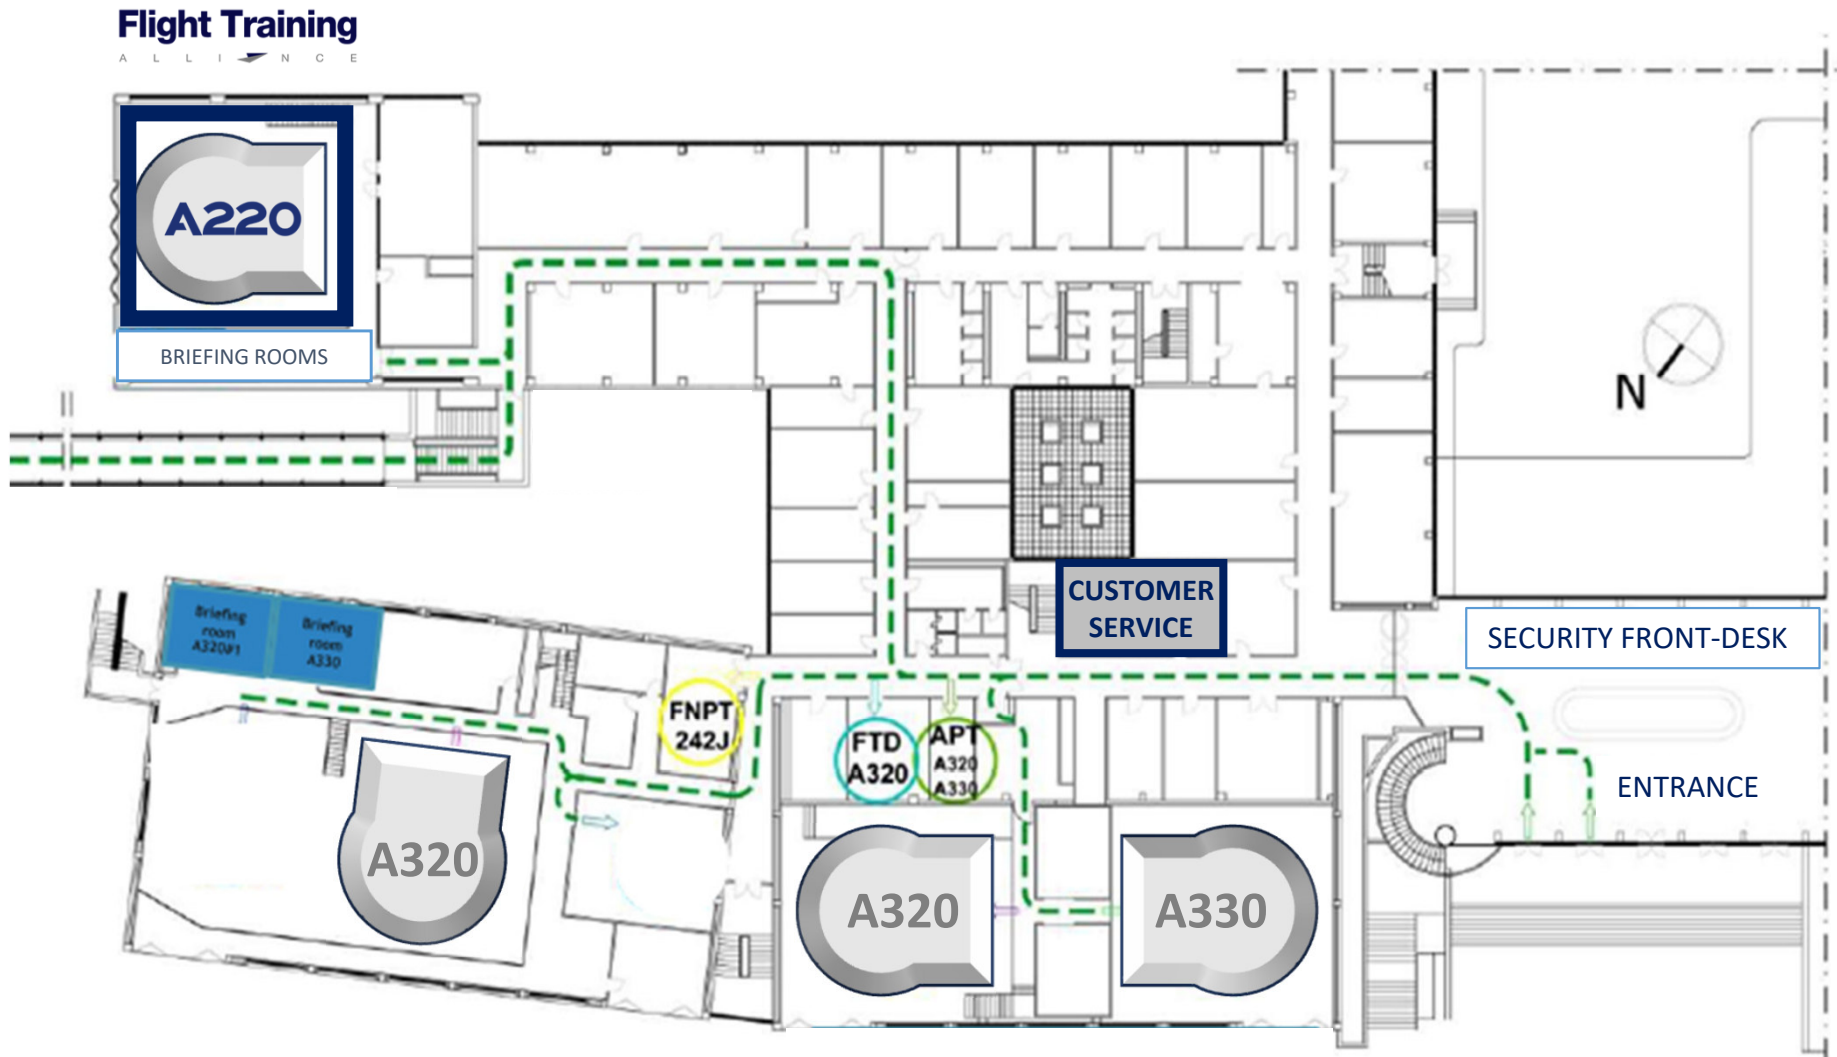 Flight Training
ALLIANCE
A220
BRIEFING ROOMS
N
CUSTOMER
SERVICE
SECURITY FRONT-DESK
Briefing
room
A320#1
Briefing
room
A330
FNPT
242J
FTD
A320
APT
A320
A330
ENTRANCE
A320
A320
A330